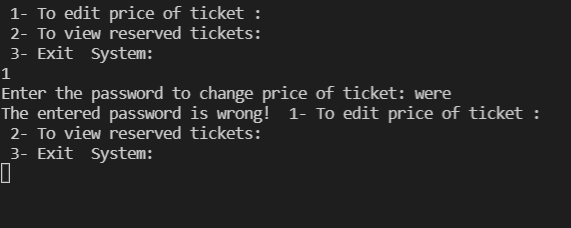 1- To edit price of ticket :
2- To view reserved tickets:
3- Exit  System:
1
Enter the password to change price of ticket: were
The entered password is wrong!  1- To edit price of ticket :
2- To view reserved tickets:
3- Exit  System: